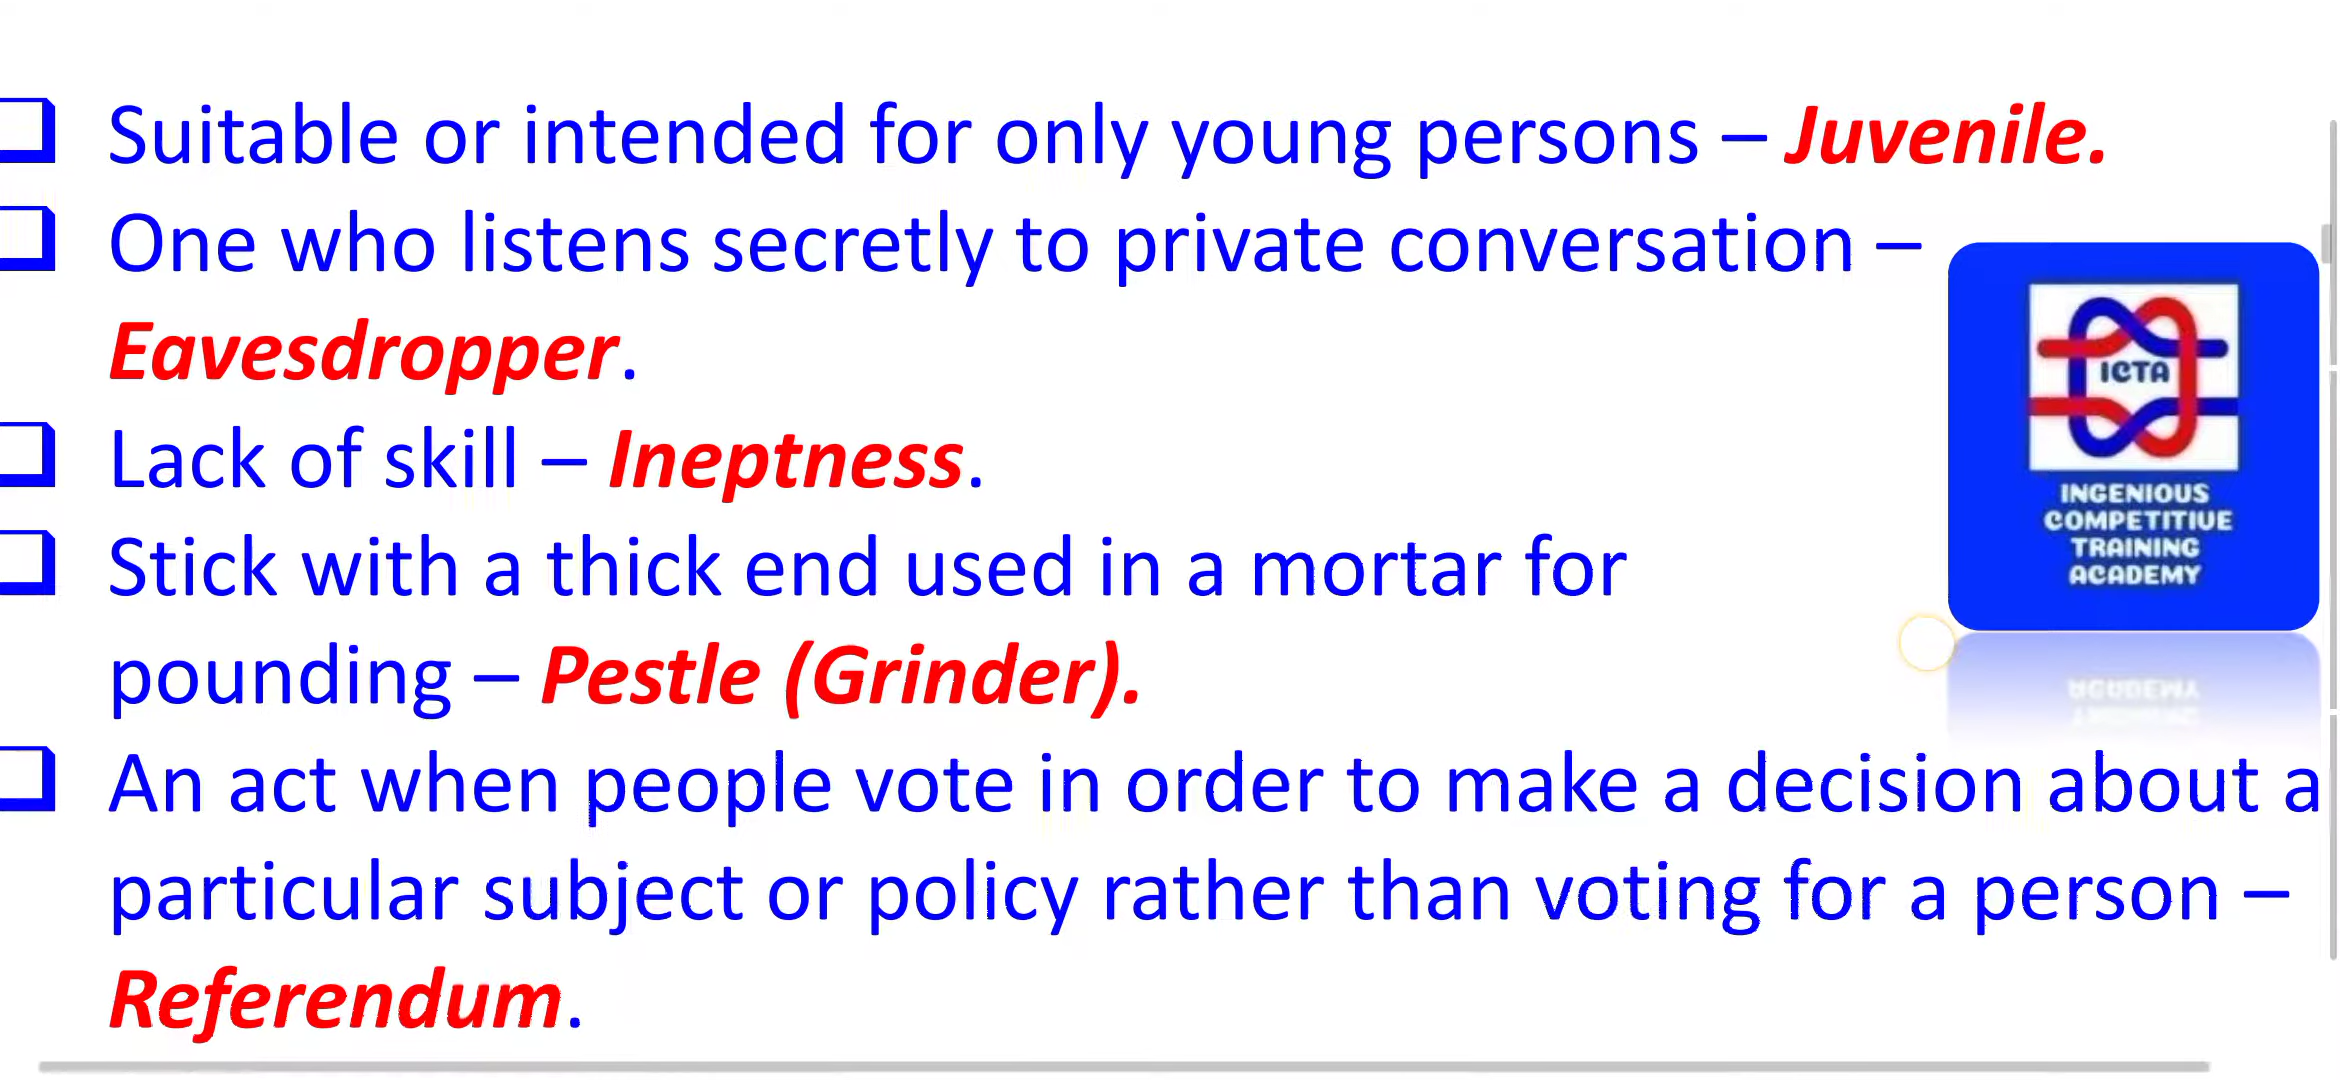 Suitable or intended for only young persons – Juvenile.
One who listens secretly to private conversation –
Eavesdropper.
Lack of skill – Ineptness.
Stick with a thick end used in a mortar for
pounding – Pestle (Grinder).
An act when people vote in order to make a decision about a
particular subject or policy rather than voting for a person –
Referendum.
ICTA
INGENIOUS
COMPETITIVE
TRAINING
ACADEMY